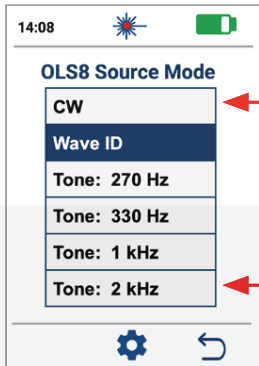 14:08
OLS8 Source Mode
CW
Wave ID
Tone: 270 Hz
Tone: 330 Hz
Tone: 1 kHz
Tone: 2 kHz